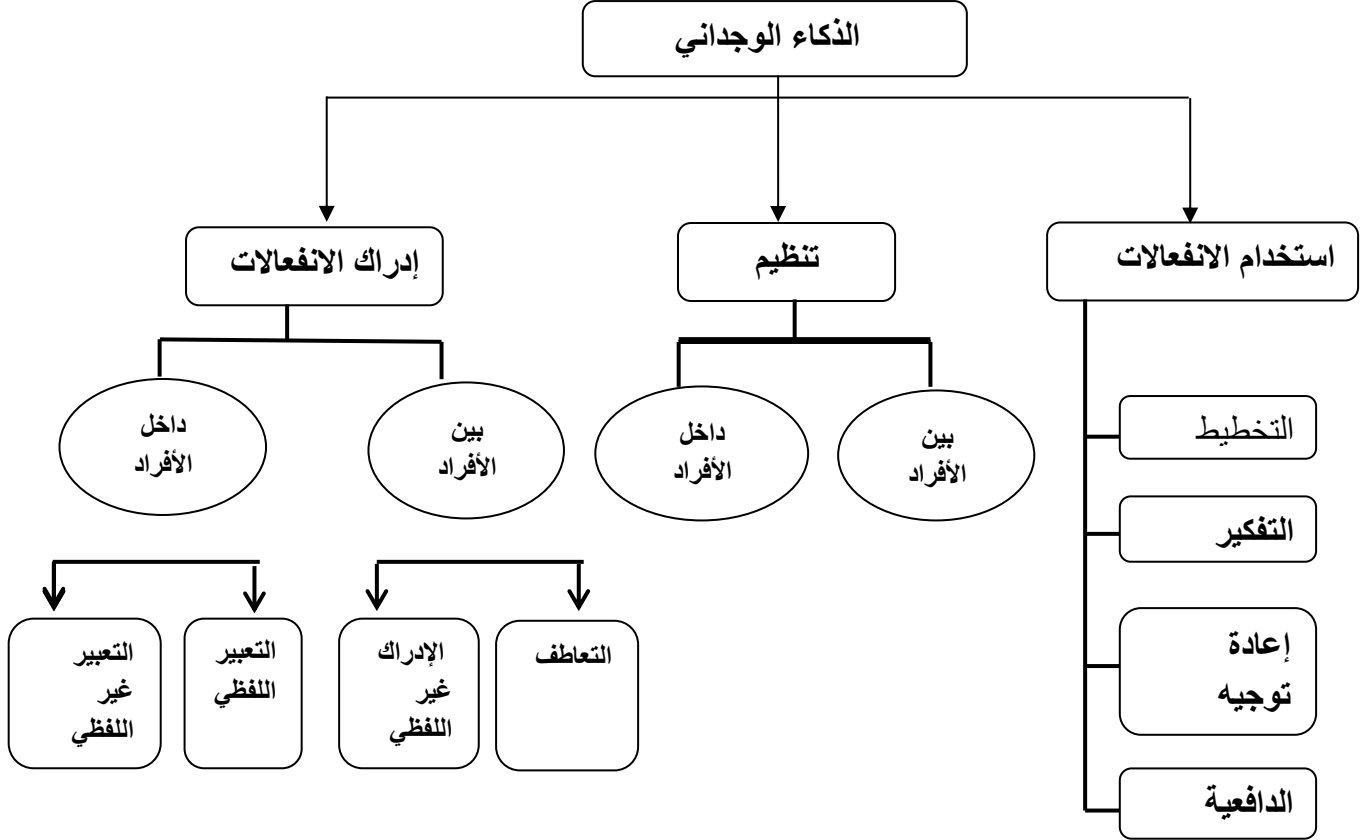 الذكاء الوجداني
استخدام الانفعالات
تنظيم
إدراك الانفعالات
بين
الأفراد
داخل
الأفراد
بين
الأفراد
داخل
الأفراد
التخطيط
التفكير
إعادة
توجيه
الدافعية
التعاطف
الإدراك
غير
اللفظي
التعبير
اللفظي
التعبير
غير
اللفظي